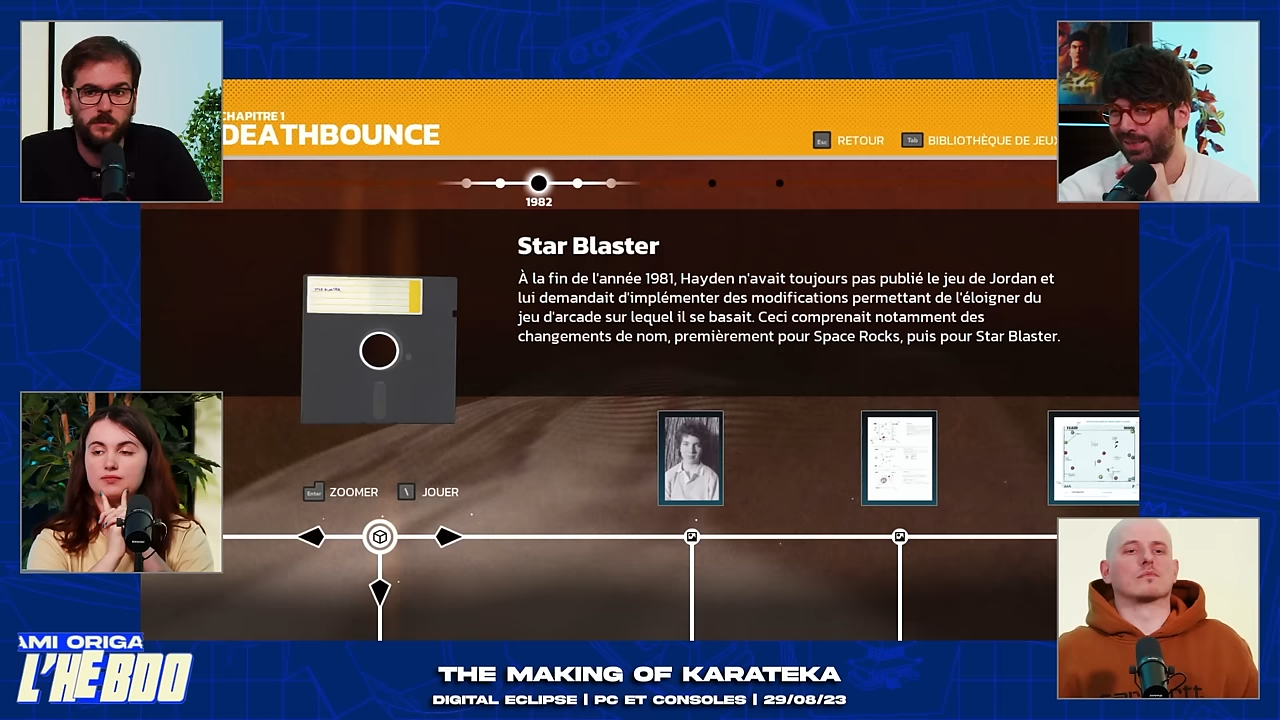 CHAPITRE 1
DEATHBOUNCE
Esc RETOUR Tab BIBLIOTHÈQUE DE JEUX
1982
Star Blaster
À la fin de l'année 1981, Hayden n'avait toujours pas publié le jeu de Jordan et
lui demandait d'implémenter des modifications permettant de l'éloigner du
jeu d'arcade sur lequel il se basait. Ceci comprenait notamment des
changements de nom, premièrement pour Space Rocks, puis pour Star Blaster.
STAR BLASTER
Enter ZOOMER \ JOUER
AMI ORIGA
L'HEBDO
THE MAKING OF KARATEKA
DIGITAL ECLIPSE | PC ET CONSOLES | 29/08/23